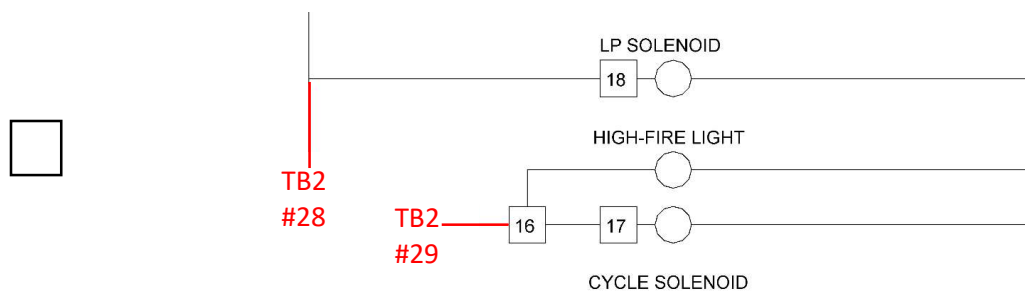 LP SOLENOID
18
HIGH-FIRE LIGHT
TB2
#28
TB2
#29
16
17
CYCLE SOLENOID